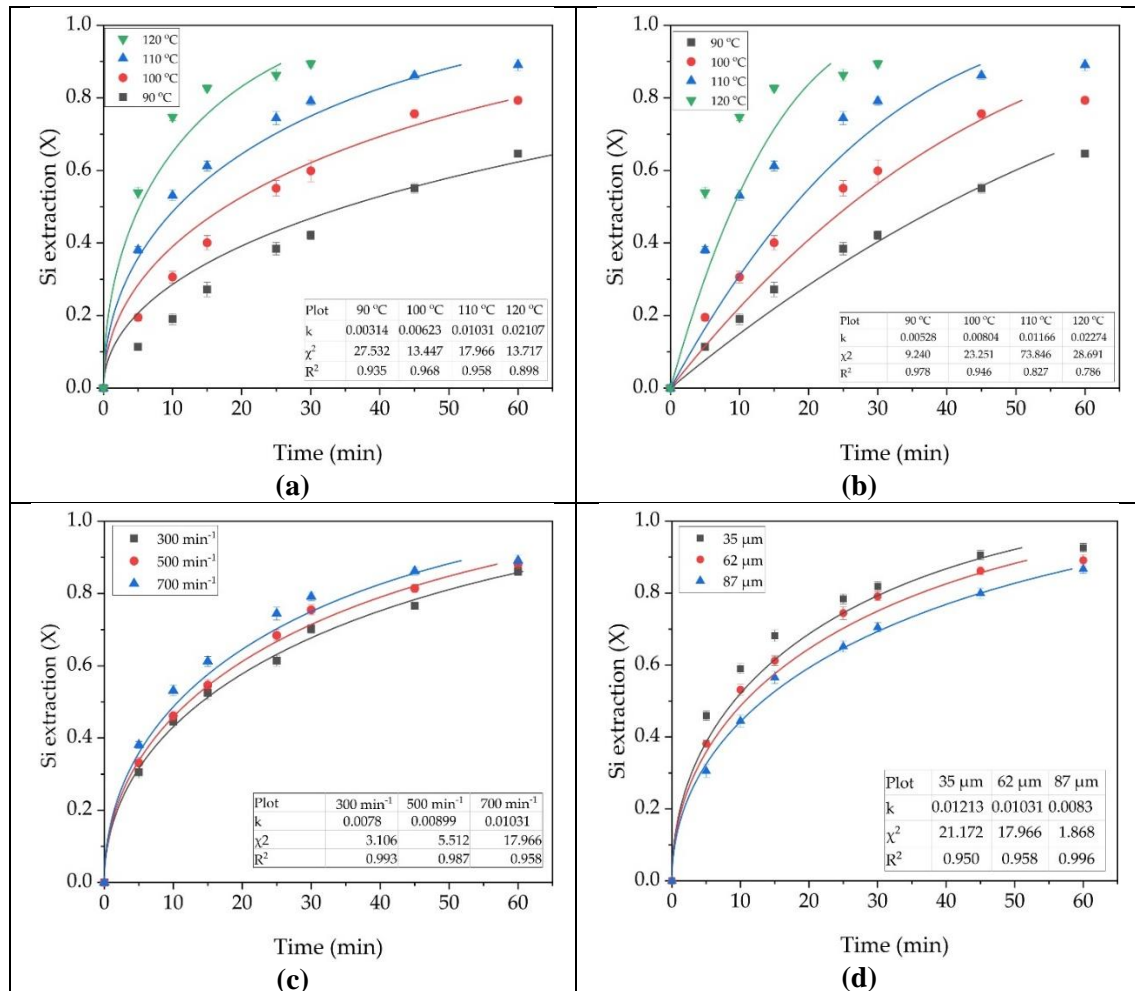 120 °C
110 °C
100 °C
90 °C
Si extraction (X)
1.0
0.8
0.6
0.4
0.2
0.0
Plot 90 °C 100 °C 110 °C 120 °C
k 0.00314 0.00623 0.01031 0.02107
χ2 27.532 13.447 17.966 13.717
R2 0.935 0.968 0.958 0.898
0 10 20 30 40 50 60
Time (min)
(a)
90 °C
100 °C
110 °C
120 °C
Si extraction (X)
1.0
0.8
0.6
0.4
0.2
0.0
Plot 90 °C 100 °C 110 °C 120 °C
k 0.00528 0.00804 0.01166 0.02274
χ2 9.240 23.251 73.846 28.691
R2 0.978 0.946 0.827 0.786
0 10 20 30 40 50 60
Time (min)
(b)
300 min-1
500 min-1
700 min-1
Si extraction (X)
1.0
0.8
0.6
0.4
0.2
0.0
Plot 300 min-1 500 min-1 700 min-1
k 0.0078 0.00899 0.01031
χ2 3.106 5.512 17.966
R2 0.993 0.987 0.958
0 10 20 30 40 50 60
Time (min)
(c)
35 μm
62 μm
87 μm
Si extraction (X)
1.0
0.8
0.6
0.4
0.2
0.0
Plot 35 μm 62 μm 87 μm
k 0.01213 0.01031 0.0083
χ2 21.172 17.966 1.868
R2 0.950 0.958 0.996
0 10 20 30 40 50 60
Time (min)
(d)